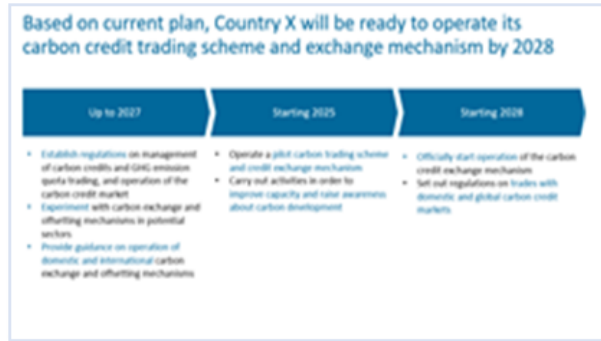 Based on current plan, Country X will be ready to operate its
carbon credit trading scheme and exchange mechanism by 2028
Up to 2027
Starting 2025
Starting 2028
• Establish regulations on management
of carbon credits and GHG emission
quota trading, and operation of the
carbon credit market
• Experiment with carbon exchange and
offsetting mechanisms in potential
sectors
• Provide guidance on operation of
domestic and international carbon
exchange and offsetting mechanisms
• Operate a pilot carbon trading scheme
and credit exchange mechanism
• Carry out activities in order to
improve capacity and raise awareness
about carbon development
• Officially start operation of the carbon
credit exchange mechanism
• Set out regulations on trades with
domestic and global carbon credit
markets